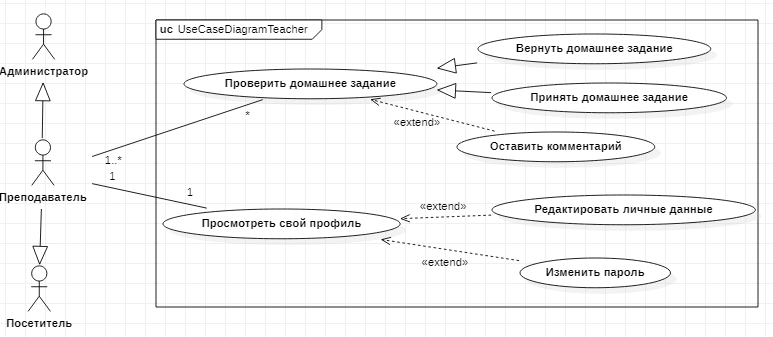 uc UseCaseDiagramTeacher
Администратор
Преподаватель
Посетитель
Проверить домашнее задание
Вернуть домашнее задание
Принять домашнее задание
«extend»
Оставить комментарий
*
1..*
1
1
Просмотреть свой профиль
«extend»
Редактировать личные данные
«extend»
Изменить пароль